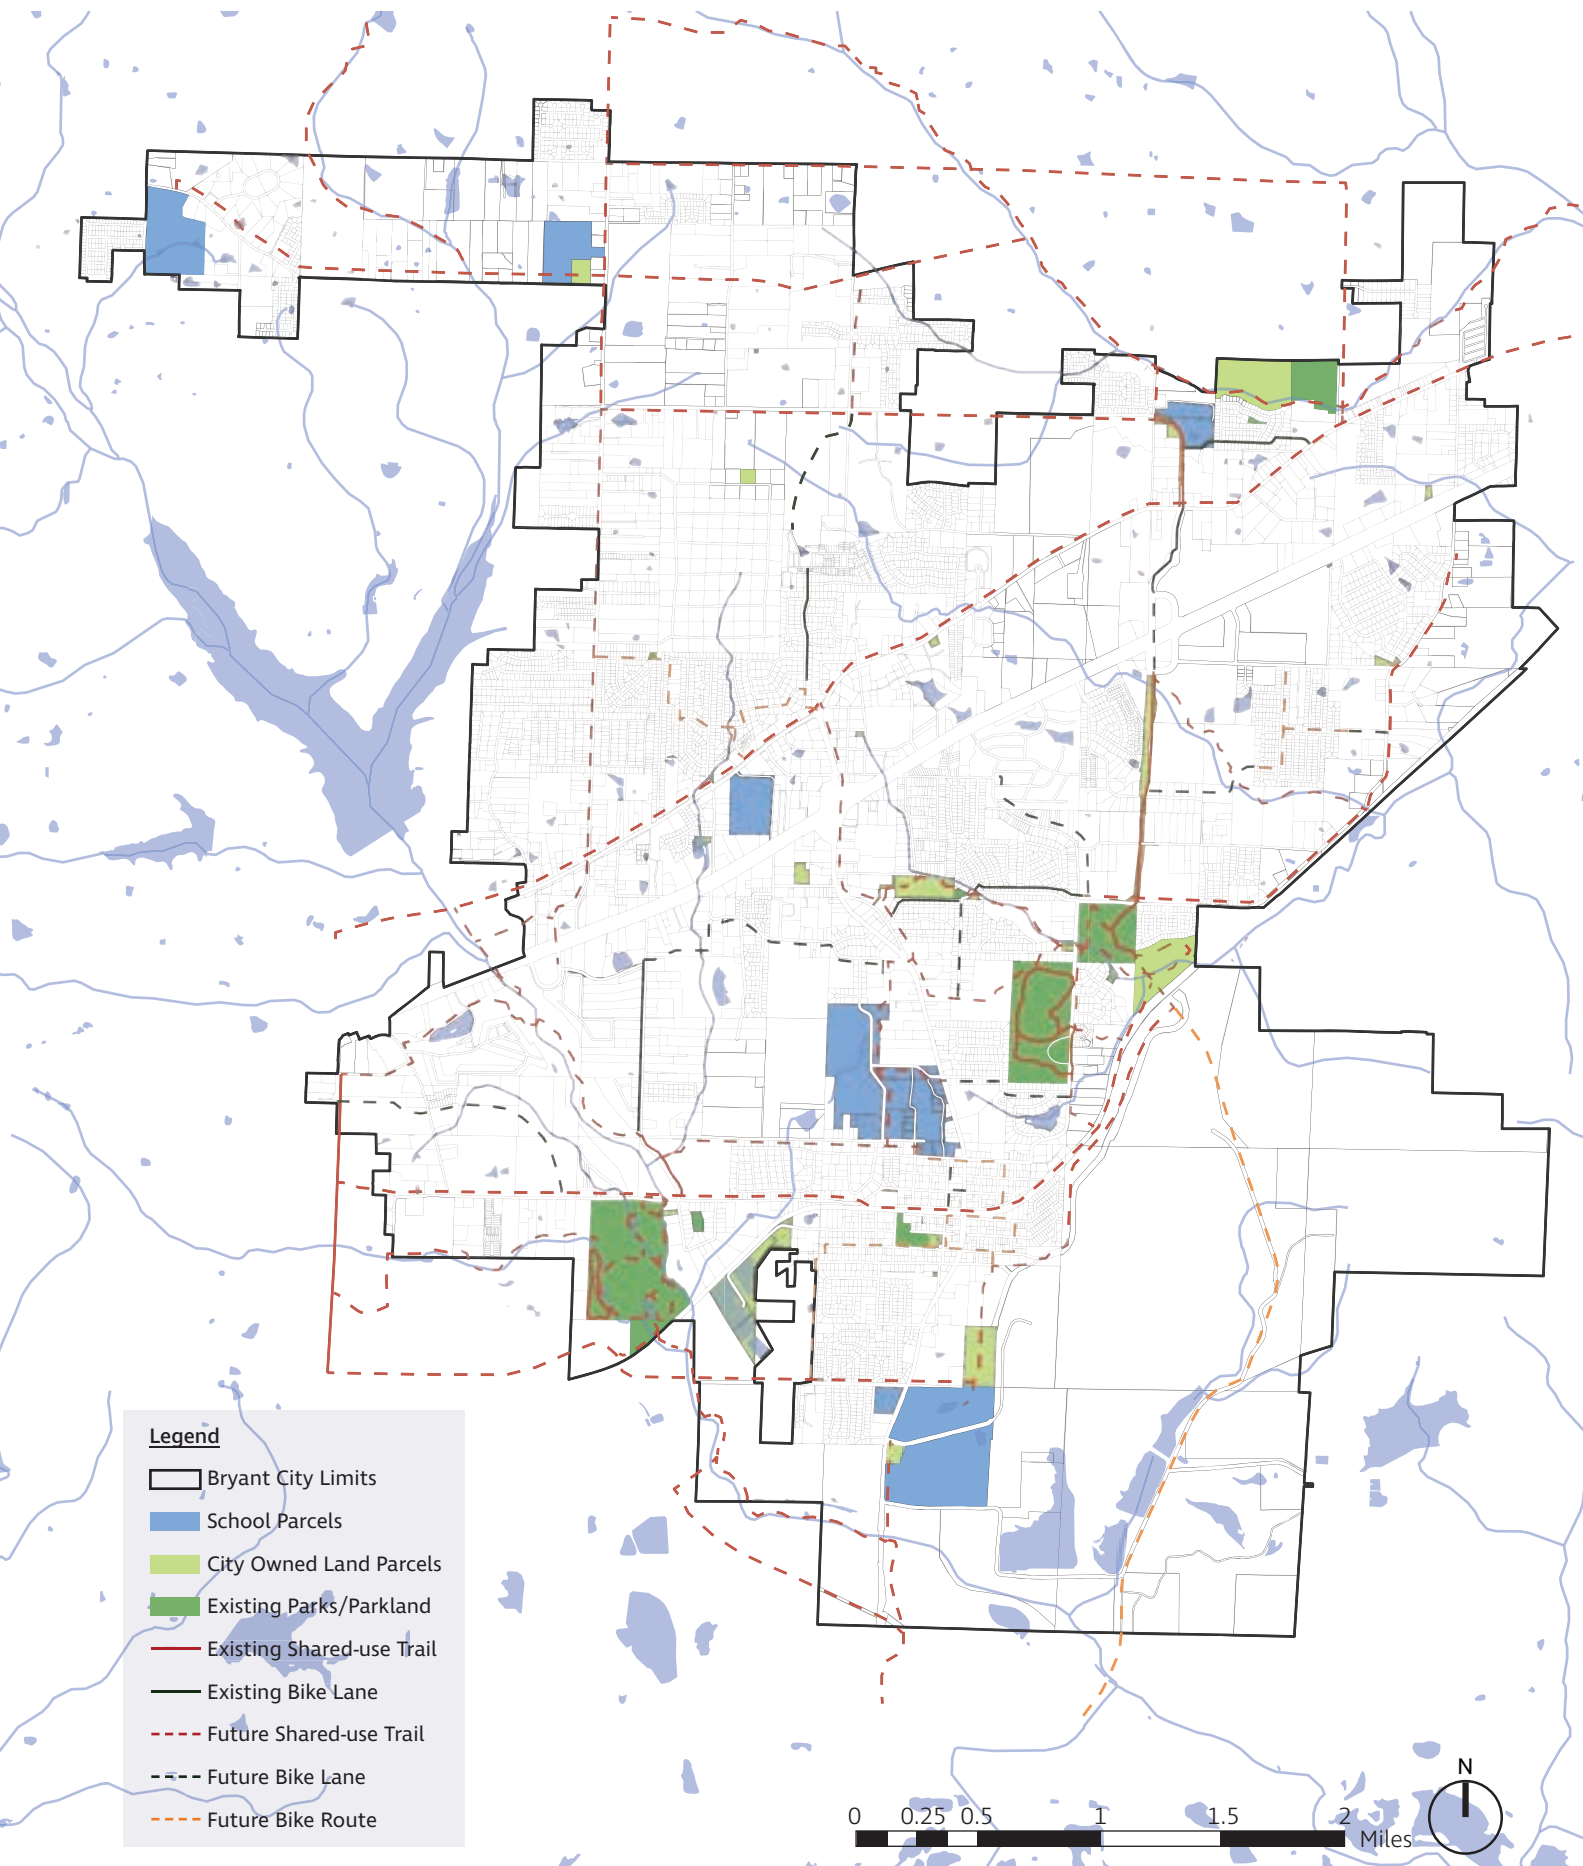 Legend
Bryant City Limits
School Parcels
City Owned Land Parcels
Existing Parks/Parkland
Existing Shared-use Trail
Existing Bike Lane
Future Shared-use Trail
Future Bike Lane
Future Bike Route
N
0 0.25 0.5 1 1.5 2
Miles